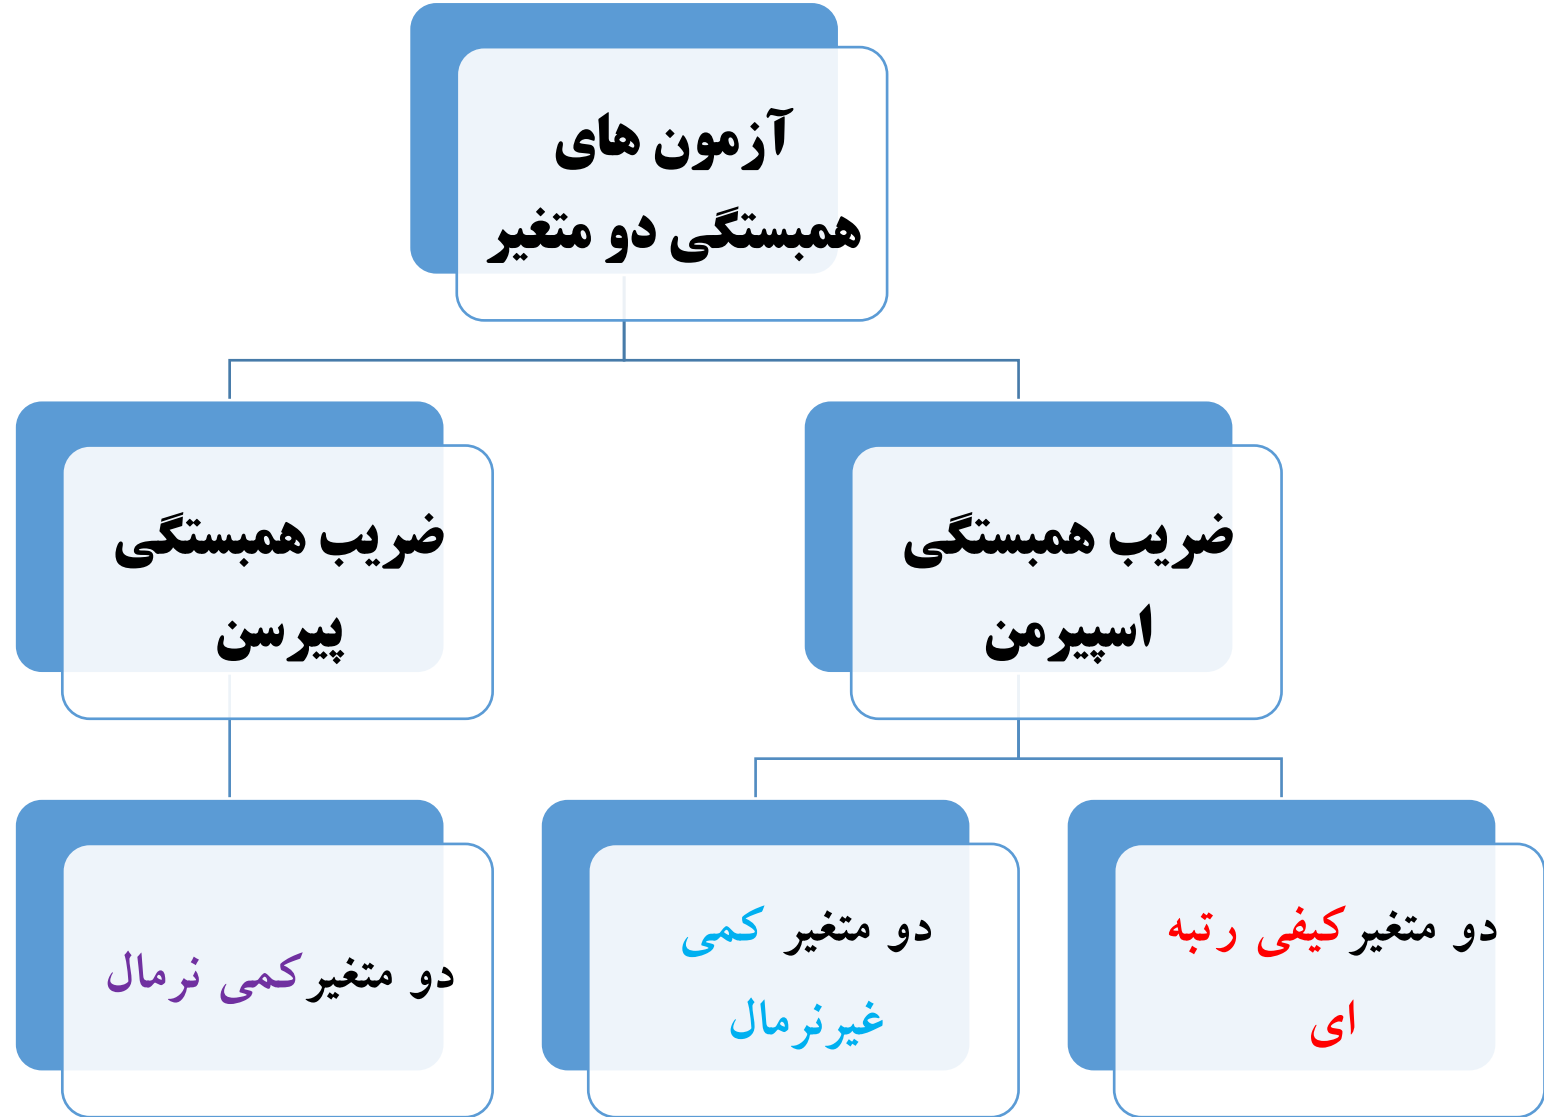 آزمون های
همبستگی دو متغیر
ضریب همبستگی
اسپیرمن
ضریب همبستگی
پیرسن
دو متغیر کیفی رتبه
ای
دو متغیر کمی
غیرنرمال
دو متغیر کمی نرمال